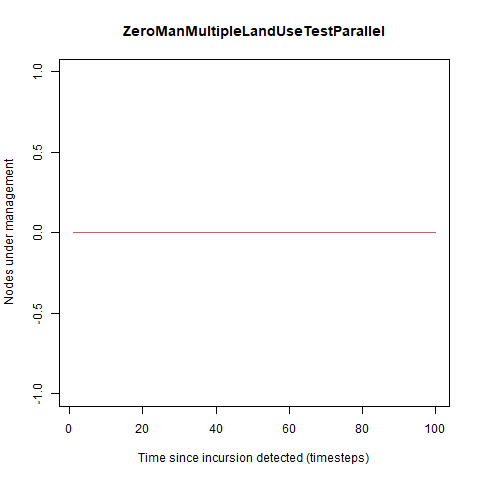 ZeroManMultipleLandUseTestParallel
Nodes under management
1.0
0.5
0.0
-0.5
-1.0
0 20 40 60 80 100
Time since incursion detected (timesteps)